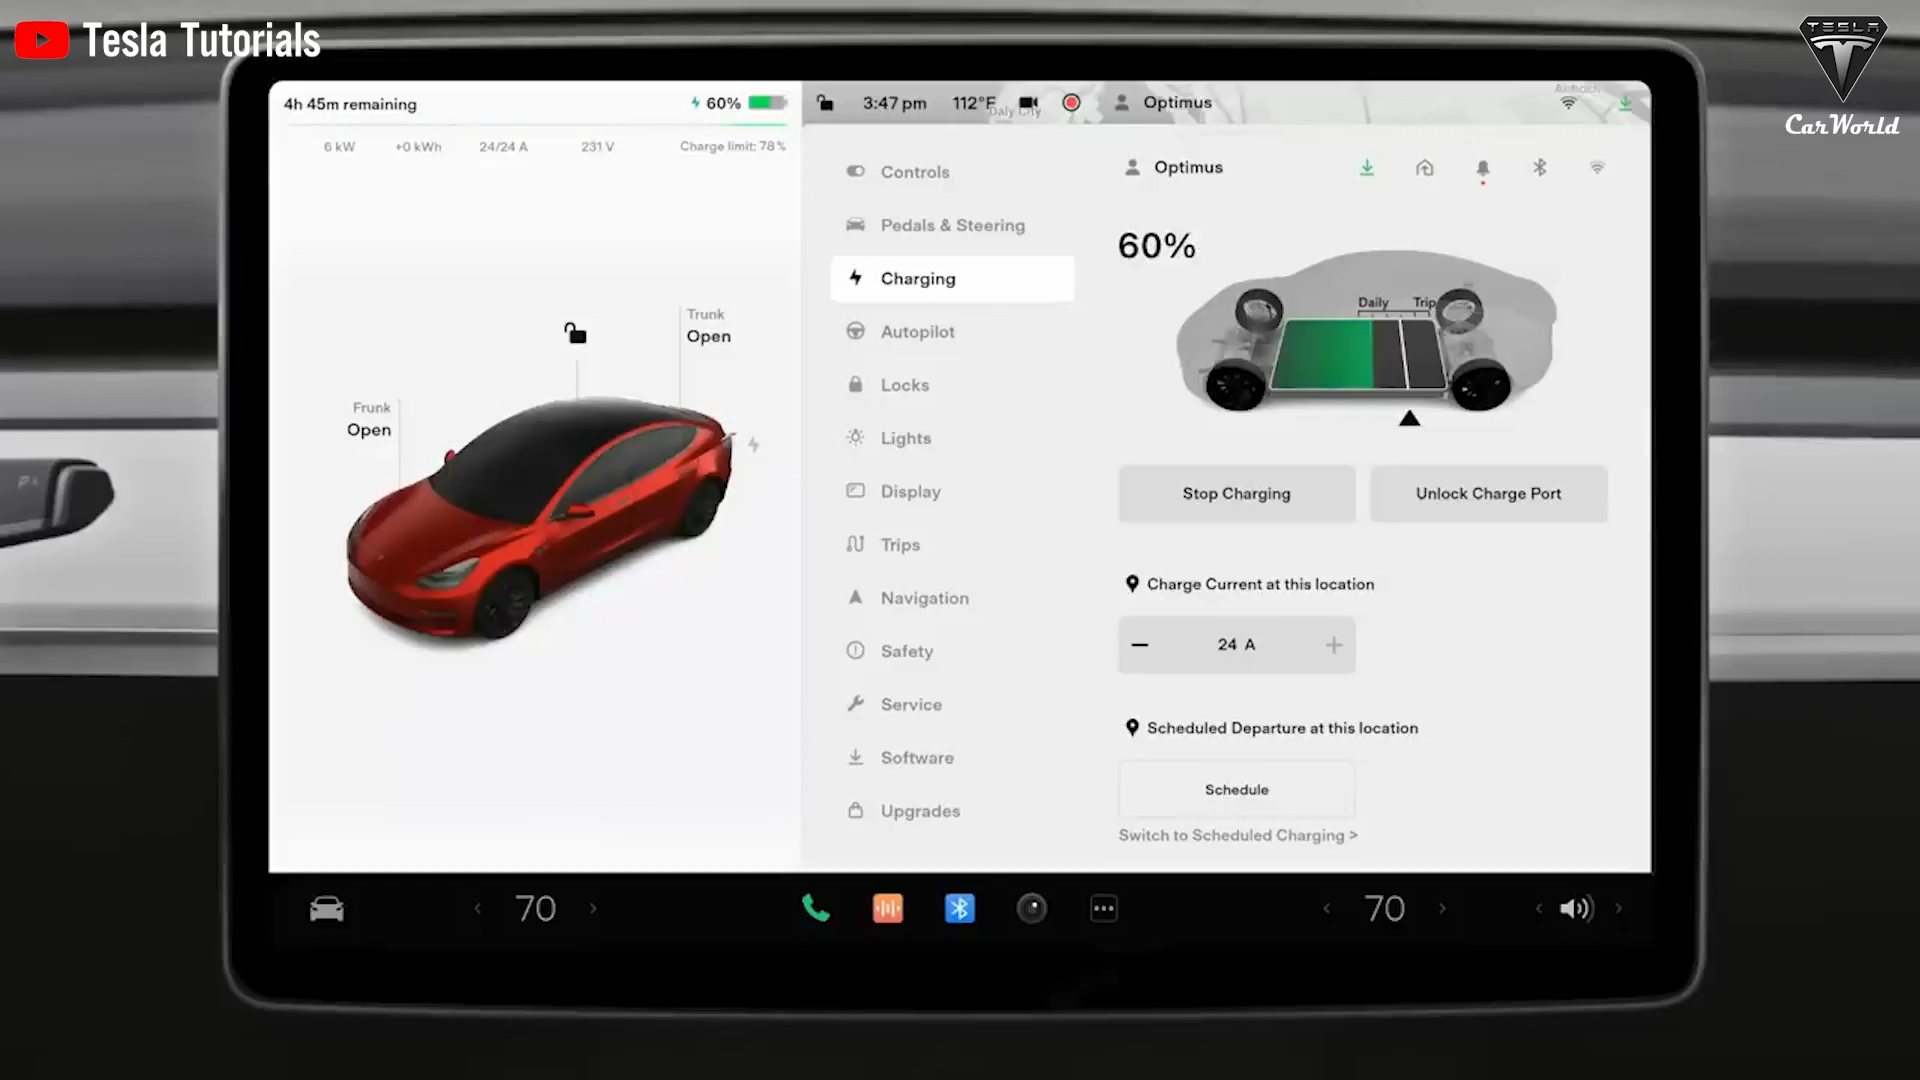 Tesla Tutorials
TESLA
CarWorld
4h 45m remaining
60%
6 kW +0 kWh 24/24 A 231 V Charge limit: 78%
Frunk
Open
Trunk
Open
3:47 pm 112°F Daly City Optimus
Controls
Pedals & Steering
Charging
Autopilot
Locks
Lights
Display
Trips
Navigation
Safety
Service
Software
Upgrades
Optimus
60%
Daily Trip
Stop Charging Unlock Charge Port
Charge Current at this location
24 A
Scheduled Departure at this location
Schedule
Switch to Scheduled Charging >
70 70